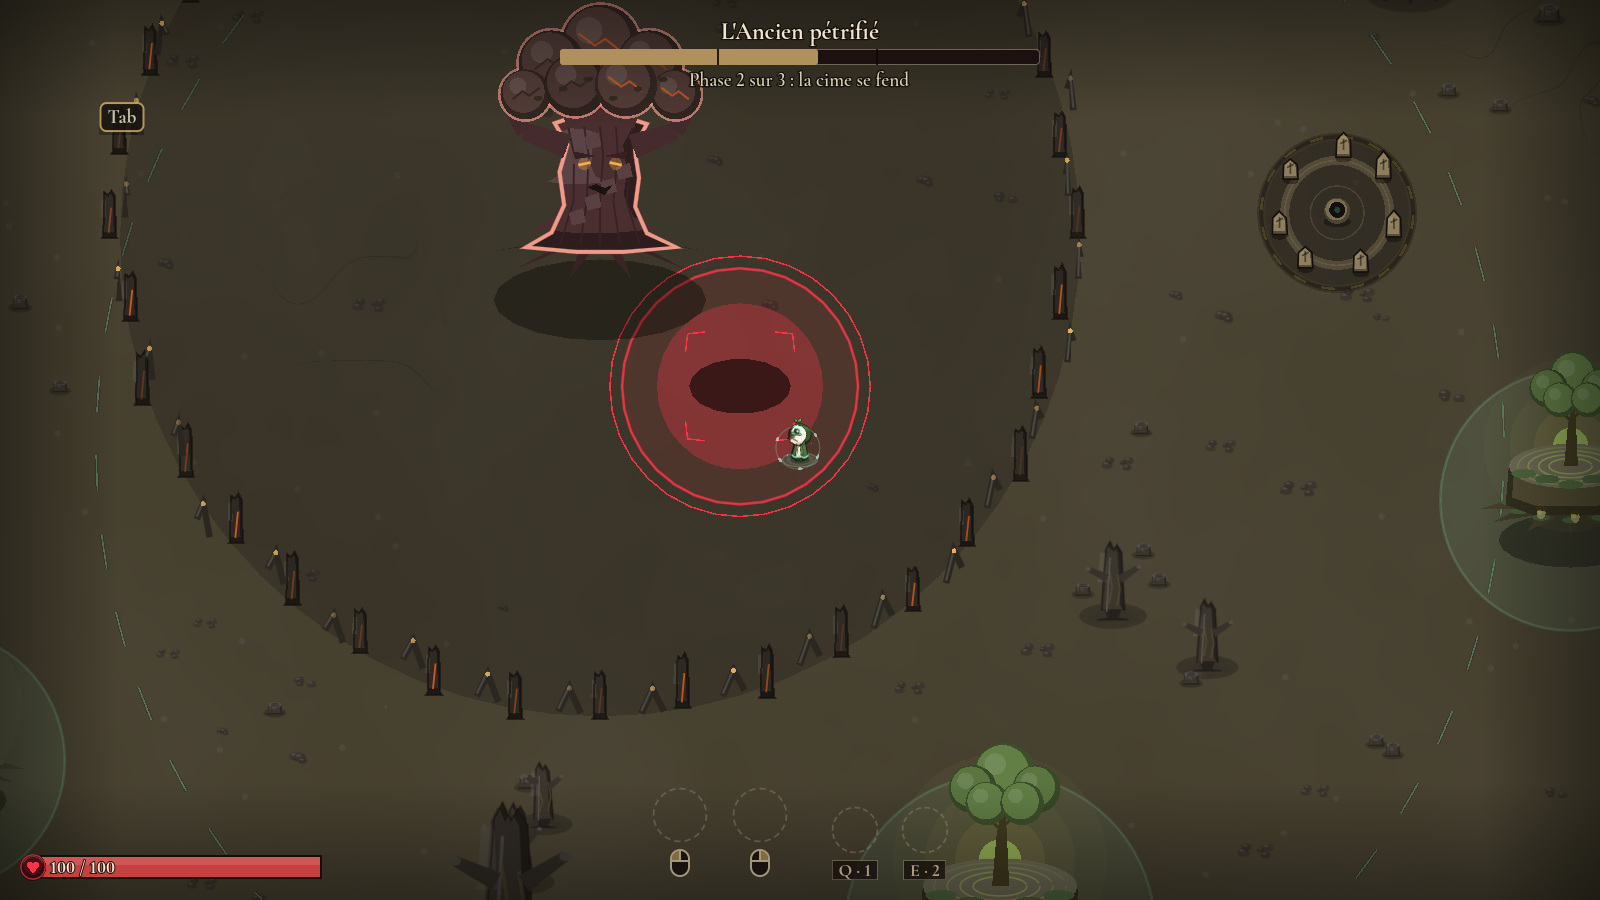 L'Ancien pétrifié
Phase 2 sur 3 : la cime se fend
Tab
100 / 100
Q · 1
E · 2